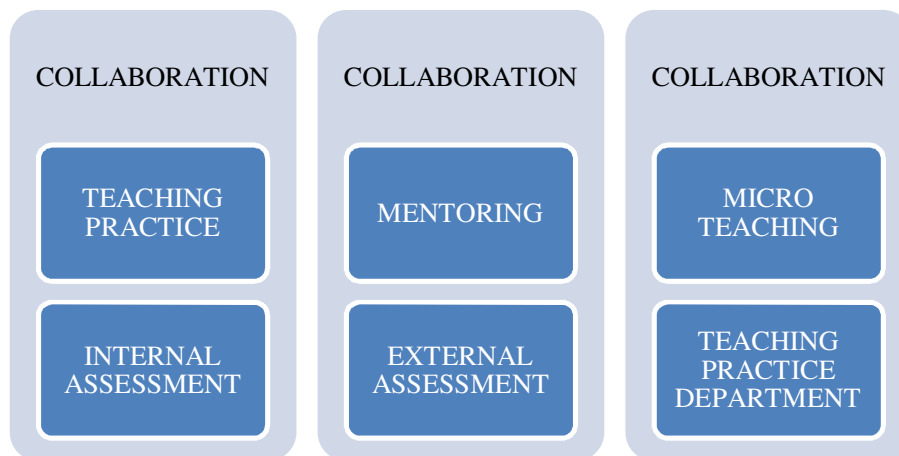 COLLABORATION
TEACHING
PRACTICE
INTERNAL
ASSESSMENT
COLLABORATION
MENTORING
EXTERNAL
ASSESSMENT
COLLABORATION
MICRO
TEACHING
TEACHING
PRACTICE
DEPARTMENT